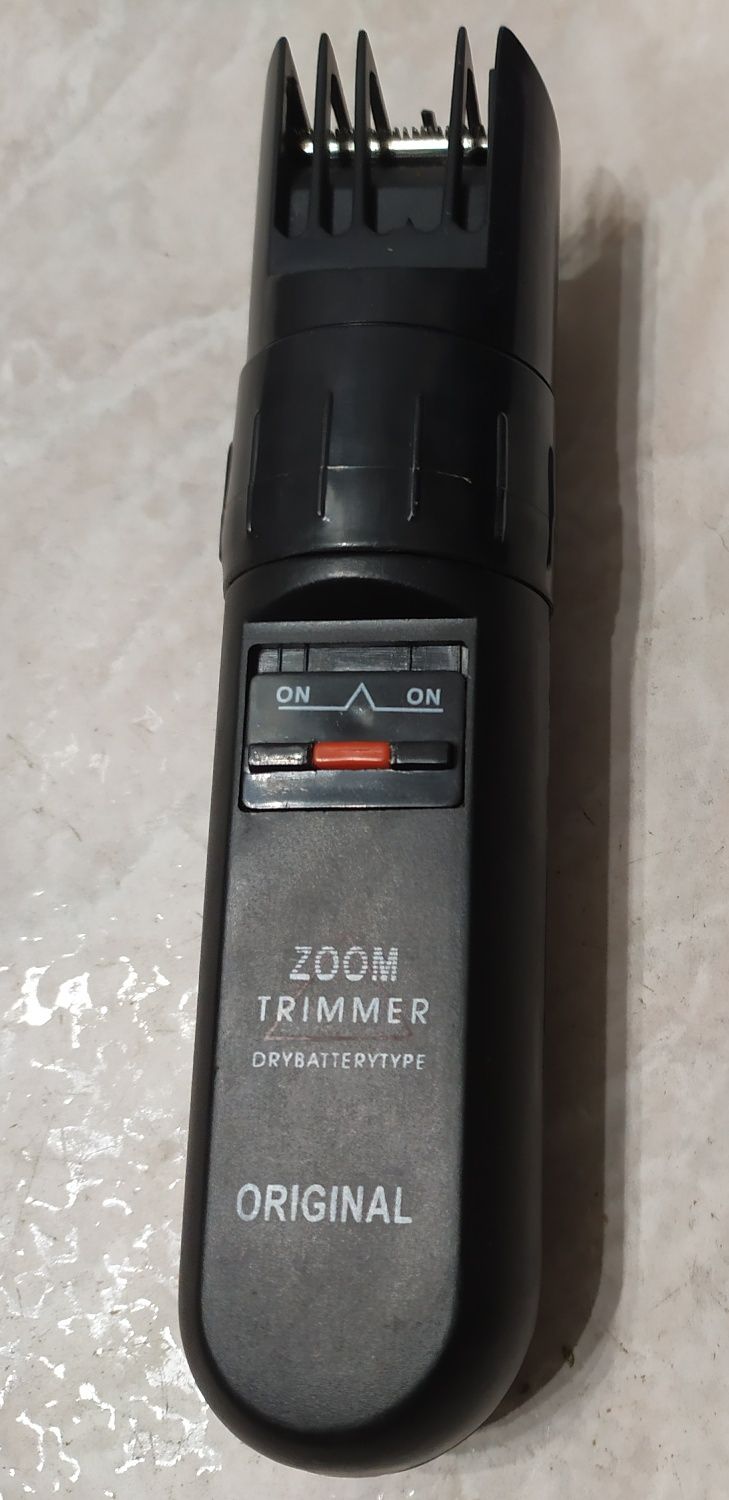 ON ON
ZOOM
TRIMMER
DRYBATTERYTYPE
ORIGINAL